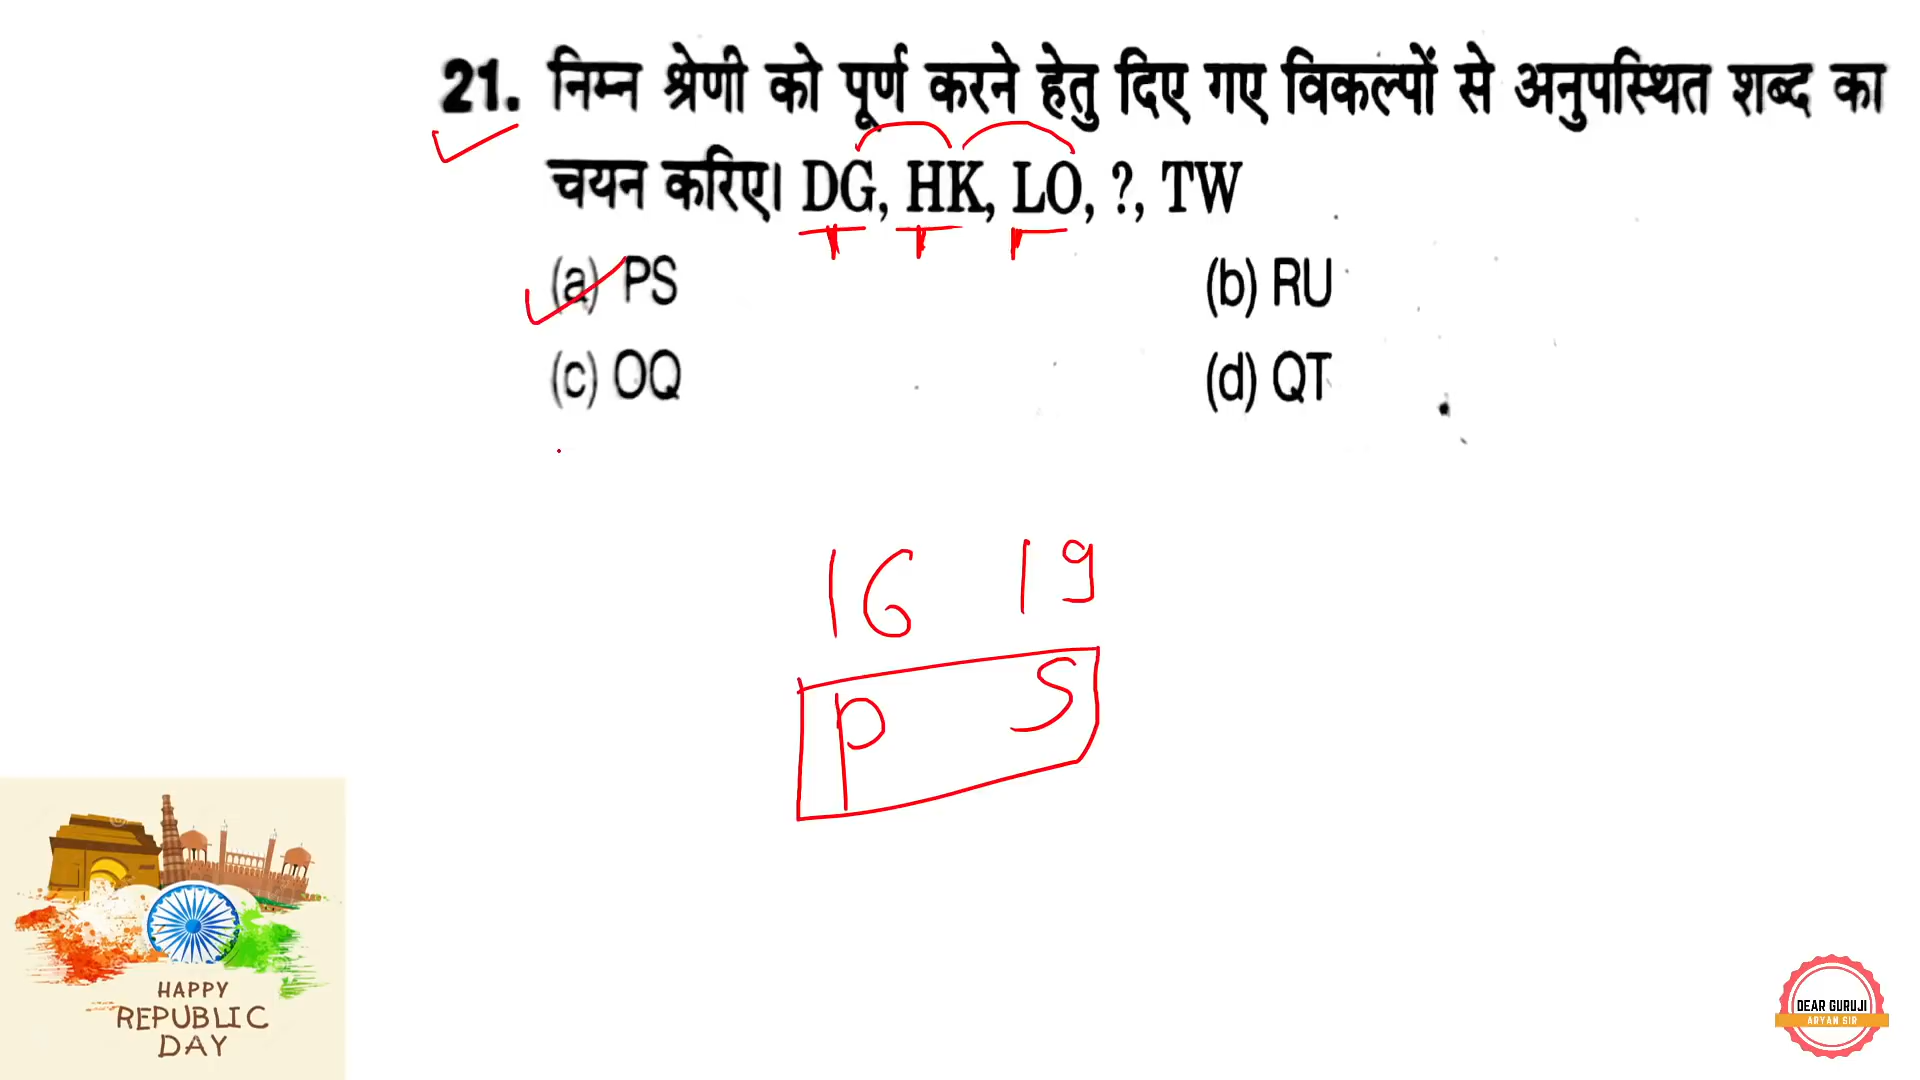 21. निम्न श्रेणी को पूर्ण करने हेतु दिए गए विकल्पों से अनुपस्थित शब्द का
चयन करिए। DG, HK, LO, ?, TW
(a) PS
(b) RU
(c) OQ
(d) QT
16 19
P S
HAPPY
REPUBLIC
DAY
DEAR GURUJI
ARYAN SIR